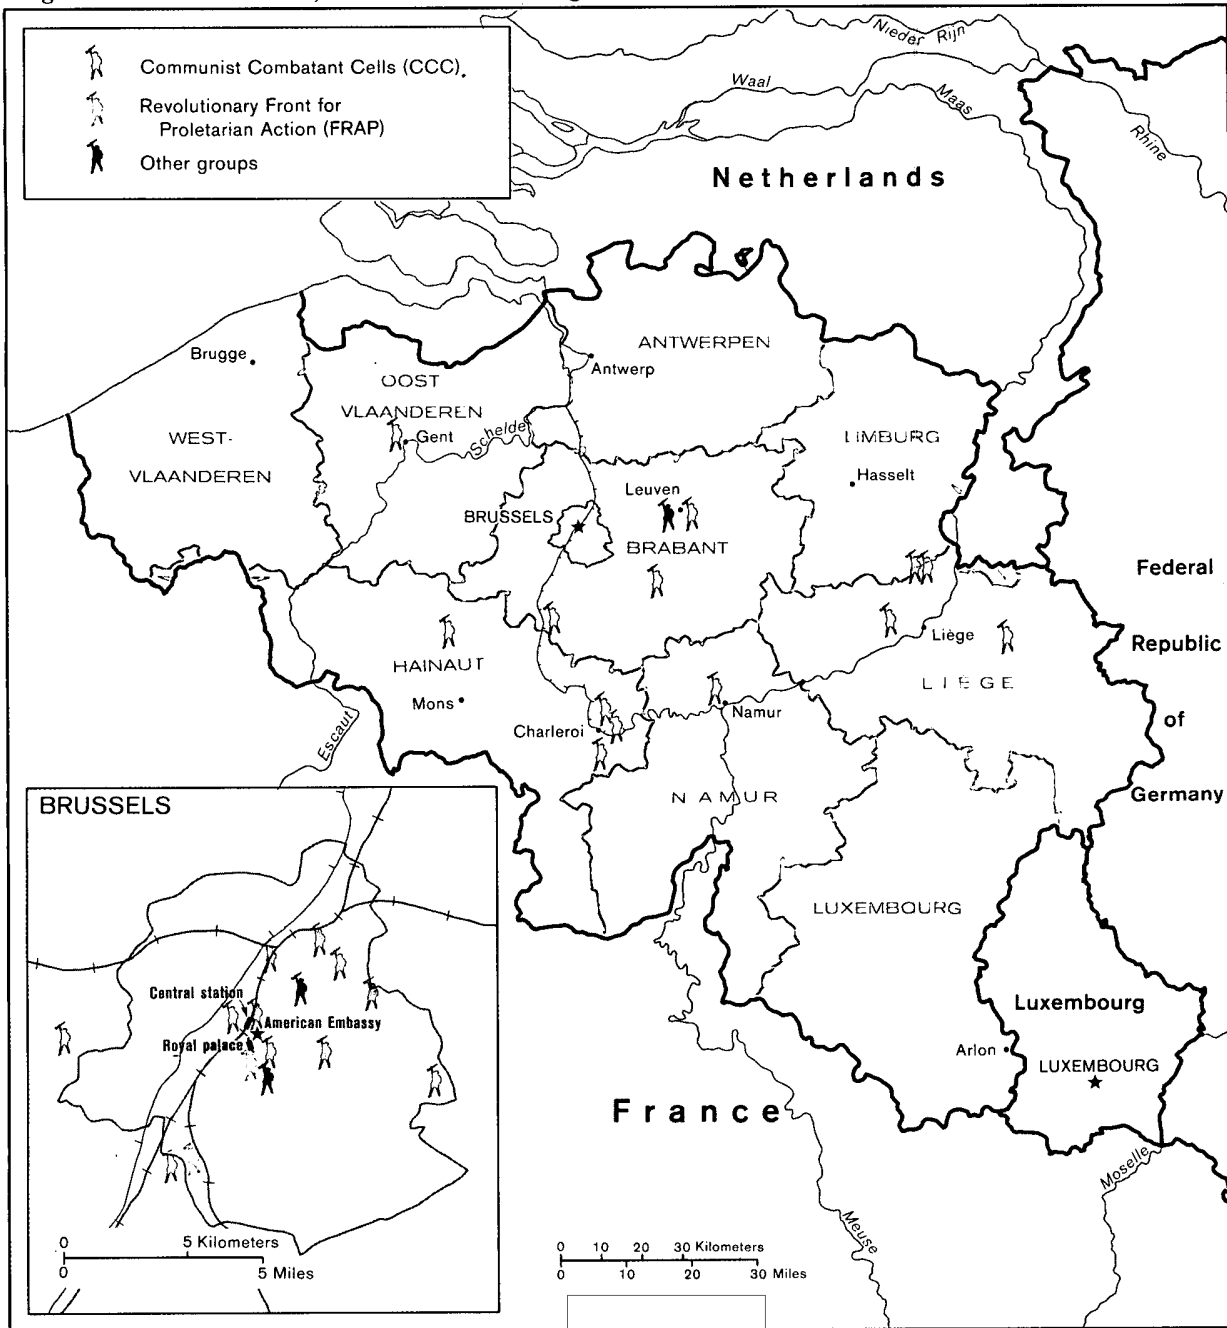 Communist Combatant Cells (CCC).
Revolutionary Front for
Proletarian Action (FRAP)
Other groups
Nieder Rijn
Waal
Maas
Rhine
Netherlands
ANTWERPEN
Brugge
Antwerp
OOST
VLAANDEREN
Schelde
Gent
WEST-
VLAANDEREN
LIMBURG
Hasselt
Leuven
BRUSSELS
BRABANT
Federal
Republic
of
Germany
Liège
LIEGE
HAINAUT
Mons
Namur
Charleroi
Escaut
NAMUR
BRUSSELS
Central station
American Embassy
Royal palace
0 5 Kilometers
0 5 Miles
LUXEMBOURG
Luxembourg
Arlon
LUXEMBOURG
France
Moselle
Meuse
0 10 20 30 Kilometers
0 10 20 30 Miles